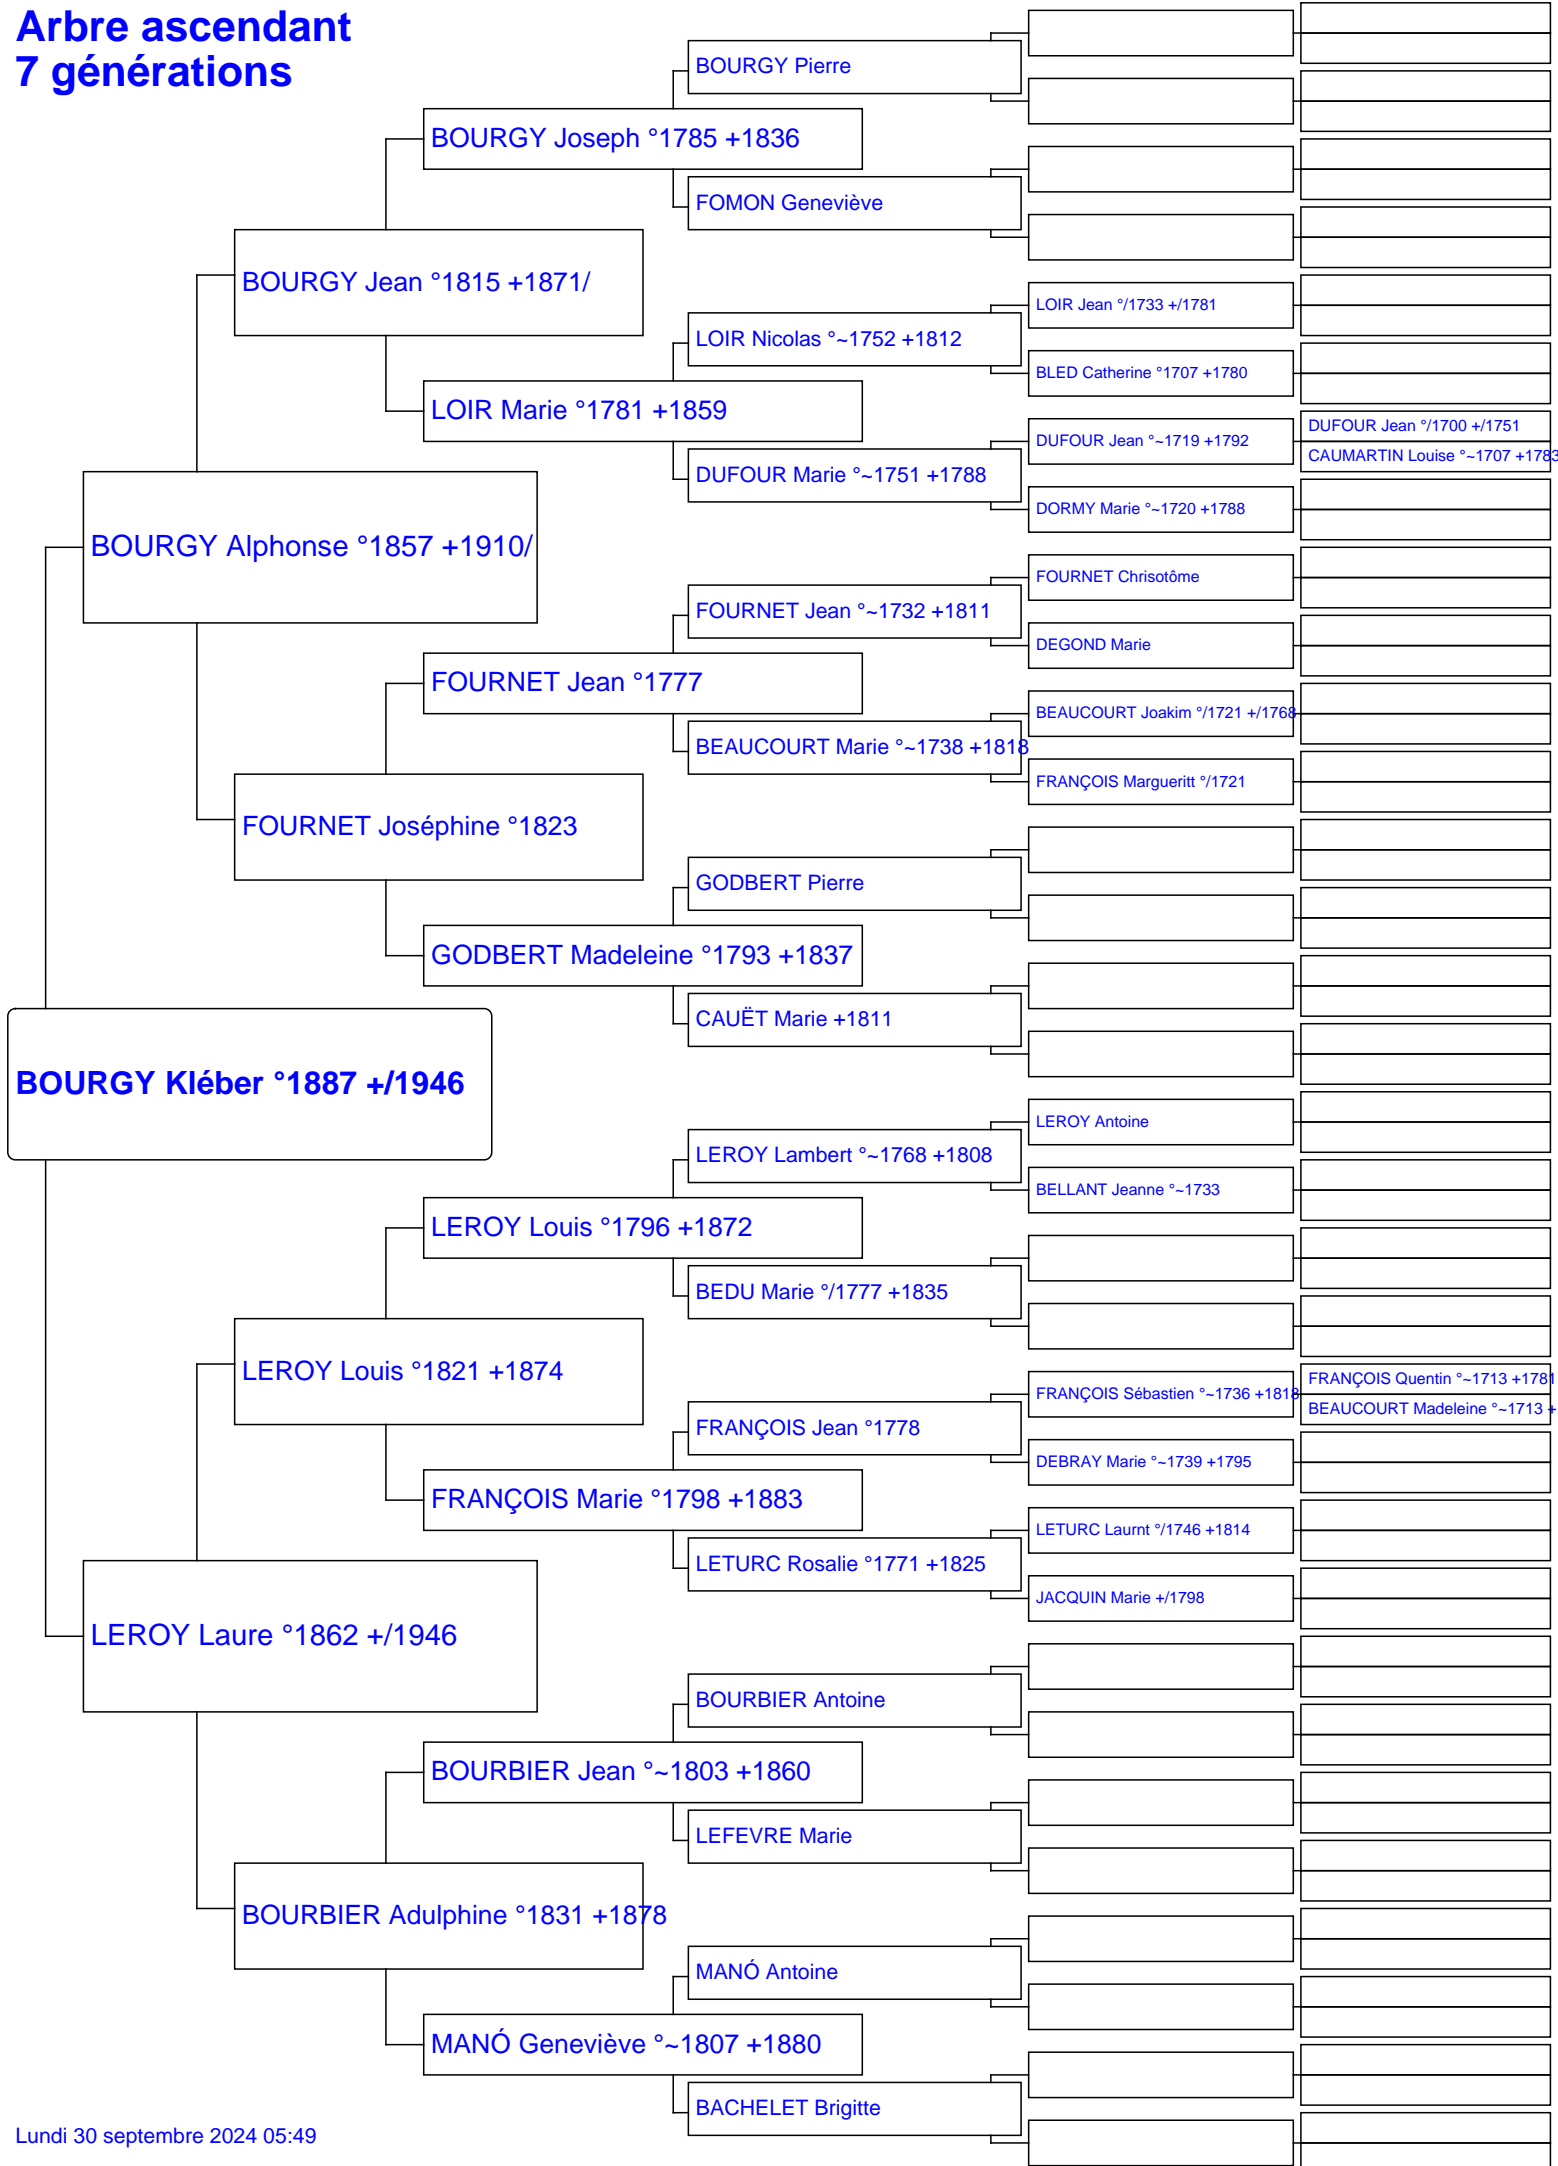 Arbre ascendant
7 générations
BOURGY Pierre
BOURGY Joseph °1785 +1836
FOMON Geneviève
BOURGY Jean °1815 +1871/
LOIR Jean °/1733 +/1781
LOIR Nicolas °~1752 +1812
BLED Catherine °1707 +1780
LOIR Marie °1781 +1859
DUFOUR Jean °/1700 +/1751
DUFOUR Jean °~1719 +1792
CAUMARTIN Louise °~1707 +1783
DUFOUR Marie °~1751 +1788
DORMY Marie °~1720 +1788
BOURGY Alphonse °1857 +1910/
FOURNET Chrisotôme
FOURNET Jean °~1732 +1811
DEGOND Marie
FOURNET Jean °1777
BEAUCOURT Joakim °/1721 +/1768
BEAUCOURT Marie °~1738 +1818
FRANÇOIS Margueritt °/1721
FOURNET Joséphine °1823
GODBERT Pierre
GODBERT Madeleine °1793 +1837
CAUËT Marie +1811
BOURGY Kléber °1887 +/1946
LEROY Antoine
LEROY Lambert °~1768 +1808
BELLANT Jeanne °~1733
LEROY Louis °1796 +1872
BEDU Marie °/1777 +1835
LEROY Louis °1821 +1874
FRANÇOIS Quentin °~1713 +1781
FRANÇOIS Sébastien °~1736 +1818
BEAUCOURT Madeleine °~1713 +
FRANÇOIS Jean °1778
DEBRAY Marie °~1739 +1795
FRANÇOIS Marie °1798 +1883
LETURC Laurnt °/1746 +1814
LETURC Rosalie °1771 +1825
JACQUIN Marie +/1798
LEROY Laure °1862 +/1946
BOURBIER Antoine
BOURBIER Jean °~1803 +1860
LEFEVRE Marie
BOURBIER Adulphine °1831 +1878
MANÓ Antoine
MANÓ Geneviève °~1807 +1880
BACHELET Brigitte
Lundi 30 septembre 2024 05:49